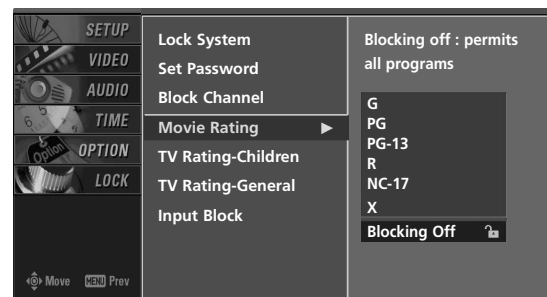 SETUP
VIDEO
AUDIO
TIME
OPTION
LOCK
Move MENU Prev
Lock System
Set Password
Block Channel
Movie Rating ►
TV Rating-Children
TV Rating-General
Input Block
Blocking off : permits
all programs
G
PG
PG-13
R
NC-17
X
Blocking Off